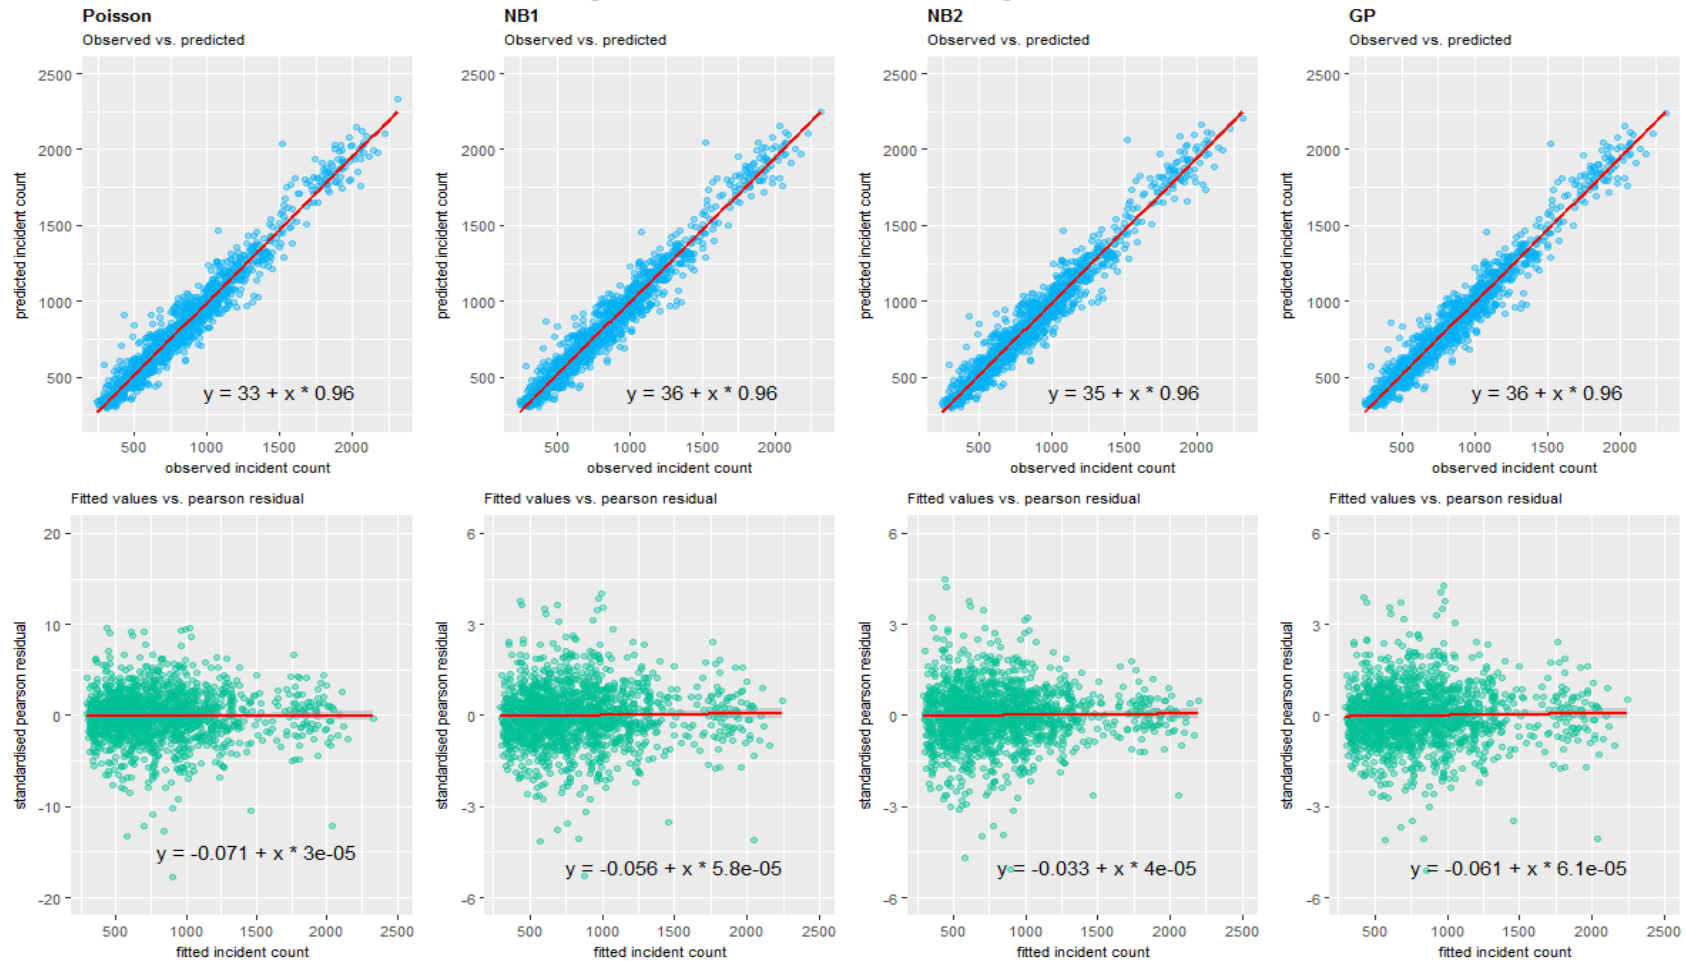 Poisson
Observed vs. predicted
2500
2000
1500
1000
500
predicted incident count
y = 33 + x * 0.96
500 1000 1500 2000
observed incident count
NB1
Observed vs. predicted
2500
2000
1500
1000
500
predicted incident count
y = 36 + x * 0.96
500 1000 1500 2000
observed incident count
NB2
Observed vs. predicted
2500
2000
1500
1000
500
predicted incident count
y = 35 + x * 0.96
500 1000 1500 2000
observed incident count
GP
Observed vs. predicted
2500
2000
1500
1000
500
predicted incident count
y = 36 + x * 0.96
500 1000 1500 2000
observed incident count
Fitted values vs. pearson residual
20
10
0
-10
-20
standardised pearson residual
y = -0.071 + x * 3e-05
500 1000 1500 2000 2500
fitted incident count
Fitted values vs. pearson residual
6
3
0
-3
-6
standardised pearson residual
y = -0.056 + x * 5.8e-05
500 1000 1500 2000 2500
fitted incident count
Fitted values vs. pearson residual
6
3
0
-3
-6
standardised pearson residual
y = -0.033 + x * 4e-05
500 1000 1500 2000 2500
fitted incident count
Fitted values vs. pearson residual
6
3
0
-3
-6
standardised pearson residual
y = -0.061 + x * 6.1e-05
500 1000 1500 2000 2500
fitted incident count